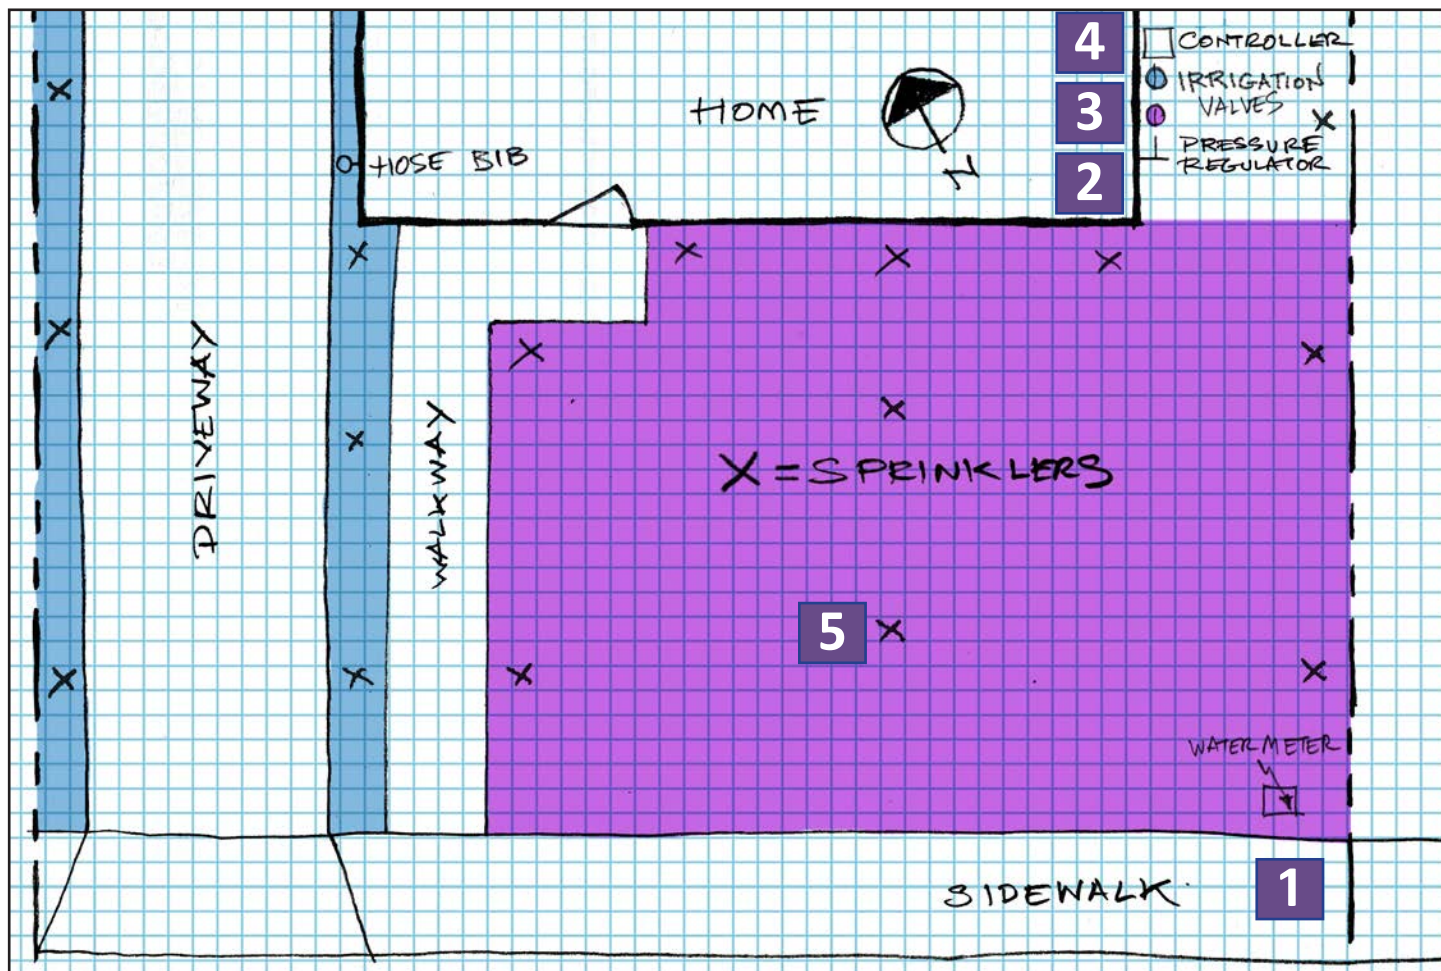 4
CONTROLLER
3
IRRIGATION
VALVES
2
PRESSURE
REGULATOR
HOME
N
HOSE BIB
DRIVEWAY
WALKWAY
X = SPRINKLERS
5
WATER METER
SIDEWALK
1